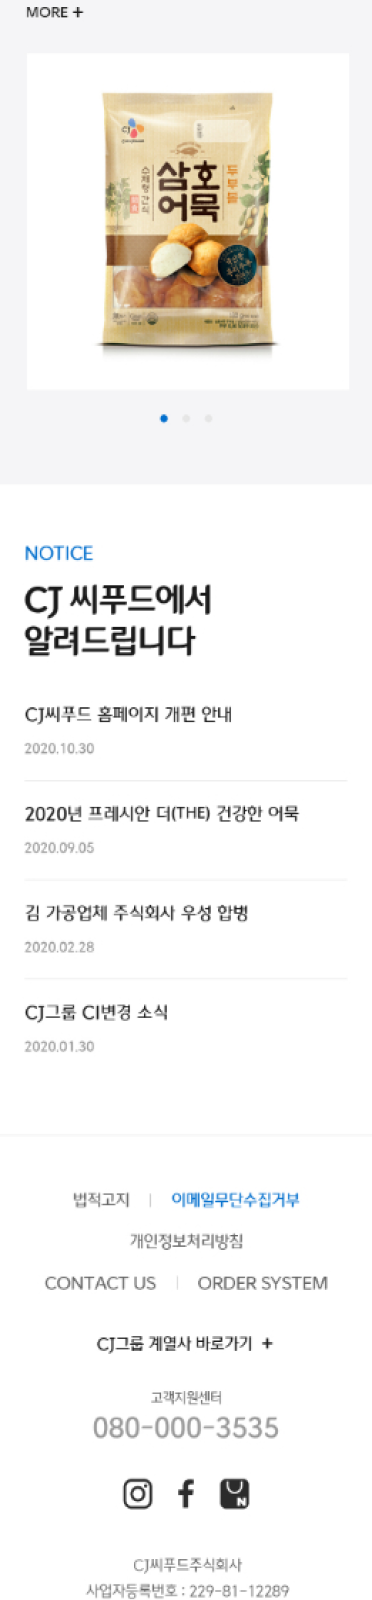 MORE +
CJ
삼호
어묵
두부볼
NOTICE
CJ 씨푸드에서
알려드립니다
CJ씨푸드 홈페이지 개편 안내
2020.10.30
2020년 프레시안 더(THE) 건강한 어묵
2020.09.05
김 가공업체 주식회사 우성 합병
2020.02.28
CJ그룹 CI변경 소식
2020.01.30
법적고지 | 이메일무단수집거부
개인정보처리방침
CONTACT US | ORDER SYSTEM
CJ그룹 계열사 바로가기 +
고객지원센터
080-000-3535
CJ씨푸드주식회사
사업자등록번호 : 229-81-12289